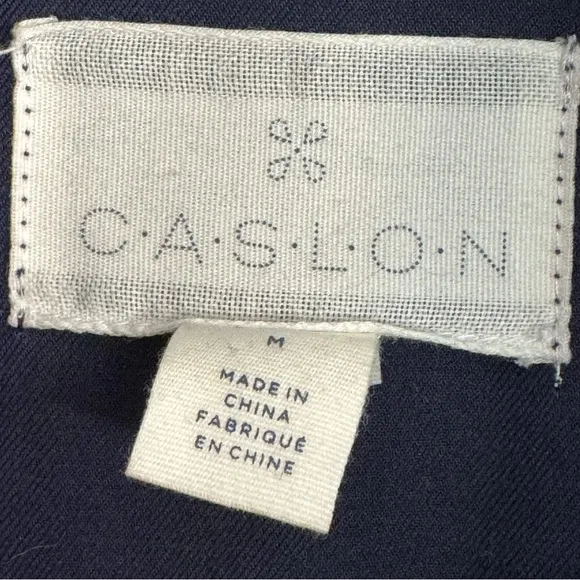 C·A·S·L·O·N
M
MADE IN
CHINA
FABRIQUÉ
EN CHINE